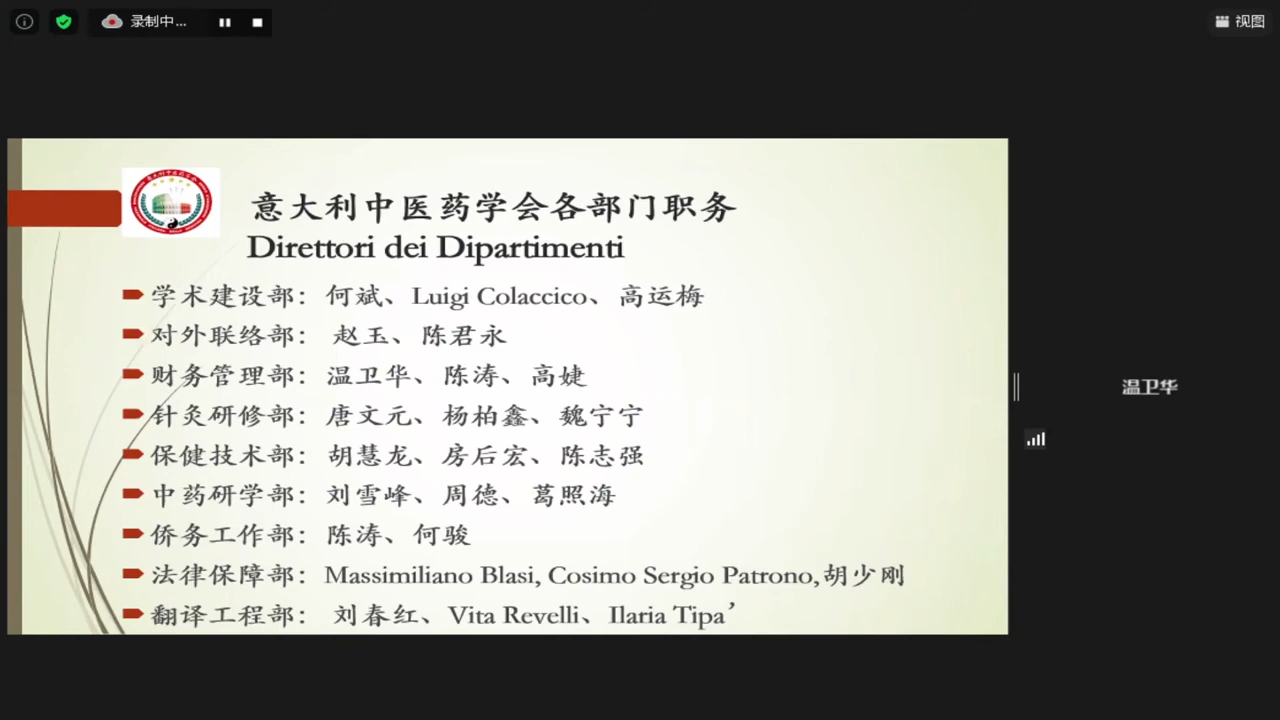 录制中...
视图
意大利中医药学会各部门职务
Direttori dei Dipartimenti
学术建设部： 何斌、Luigi Colaccico、高运梅
对外联络部： 赵玉、陈君永
财务管理部： 温卫华、陈涛、高婕
针灸研修部： 唐文元、杨柏鑫、魏宁宁
保健技术部： 胡慧龙、房后宏、陈志强
中药研学部： 刘雪峰、周德、葛照海
侨务工作部： 陈涛、何骏
法律保障部： Massimiliano Blasi, Cosimo Sergio Patrono,胡少刚
翻译工程部： 刘春红、Vita Revelli、Ilaria Tipa’
温卫华